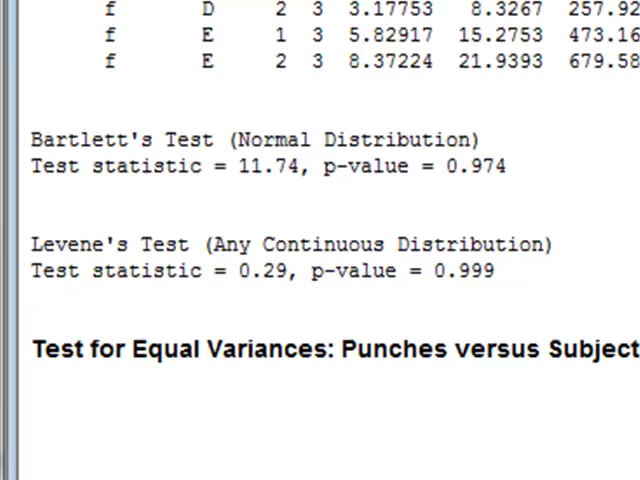 f D 2 3 3.17753 8.3267 257.92
f E 1 3 5.82917 15.2753 473.16
f E 2 3 8.37224 21.9393 679.58
Bartlett's Test (Normal Distribution)
Test statistic = 11.74, p-value = 0.974
Levene's Test (Any Continuous Distribution)
Test statistic = 0.29, p-value = 0.999
Test for Equal Variances: Punches versus Subject